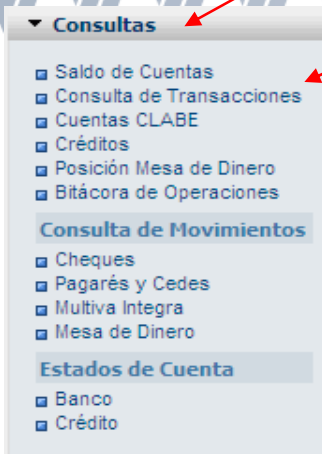 Consultas
Saldo de Cuentas
Consulta de Transacciones
Cuentas CLABE
Créditos
Posición Mesa de Dinero
Bitácora de Operaciones
Consulta de Movimientos
Cheques
Pagarés y Cedes
Multiva Integra
Mesa de Dinero
Estados de Cuenta
Banco
Crédito